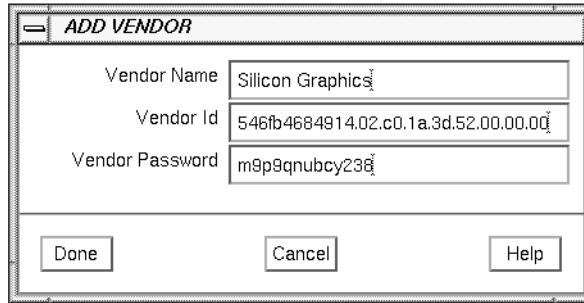 ADD VENDOR
Vendor Name Silicon Graphics
Vendor Id 546fb4684914.02.c0.1a.3d.52.00.00.00
Vendor Password m9p9qnubcy238
Done Cancel Help